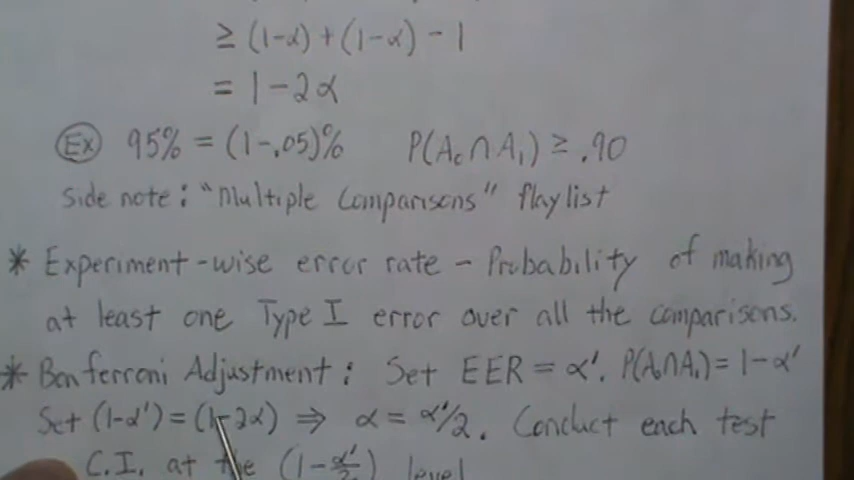 ≥ (1-α) + (1-α) - 1
= 1-2α
Ex 95% = (1-.05)% P(A₀∩A₁) ≥ .90
Side note: "Multiple Comparisons" Playlist
* Experiment-wise error rate - Probability of making
at least one Type I error over all the comparisons.
* Bonferroni Adjustment: Set EER = α'. P(A₀∩A₁) = 1-α'
Set (1-α') = (1-2α) ⇒ α = α'/2. Conduct each test
C.I. at the (1-α'/2) level